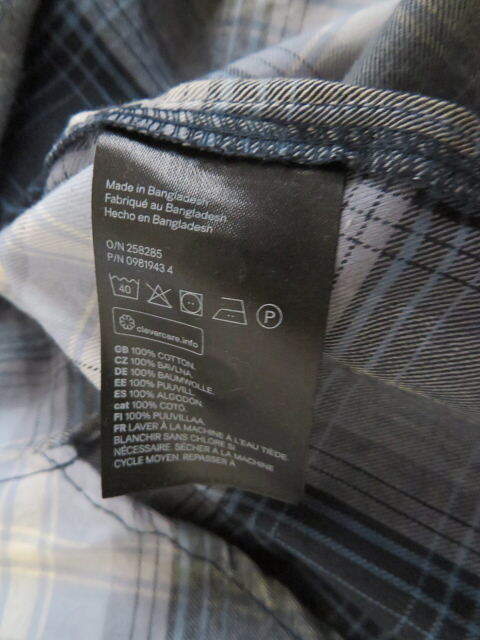 Made in Bangladesh
Fabriqué au Bangladesh
Hecho en Bangladesh
O/N 258285
P/N 0981943 4
40
P
clevercare.info
GB 100% COTTON.
CZ 100% BAVLNA.
DE 100% BAUMWOLLE.
EE 100% PUUVILL.
ES 100% ALGODÓN.
cat 100% COTÓ.
FI 100% PUUVILLAA.
FR LAVER À LA MACHINE À L'EAU TIÈDE.
BLANCHIR SANS CHLORE SI
NÉCESSAIRE. SÉCHER À LA MACHINE
CYCLE MOYEN. REPASSER À